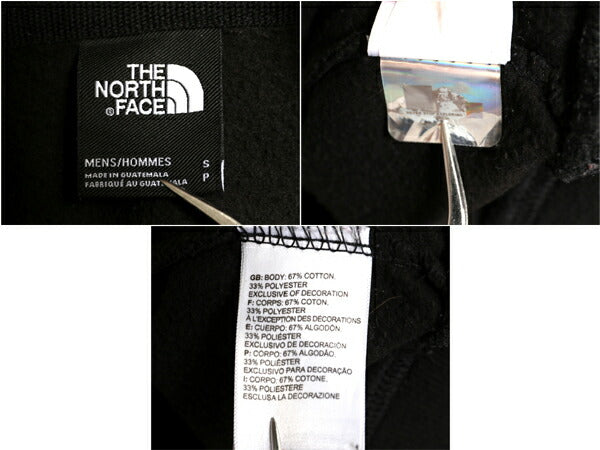 THE
NORTH
FACE
®
MENS/HOMMES S
MADE IN GUATEMALA P
FABRIQUÉ AU GUATEMALA
GB: BODY: 67% COTTON.
33% POLYESTER
EXCLUSIVE OF DECORATION
F: CORPS: 67% COTON.
33% POLYESTER
À L'EXCEPTION DES DÉCORATIONS
E: CUERPO: 67% ALGODÓN
33% POLIÉSTER
EXCLUSIVO DE DECORACIÓN
P: CORPO: 67% ALGODÃO.
33% POLIÉSTER
EXCLUSIVO PARA DECORAÇÃO
I: CORPO: 67% COTONE.
33% POLIESTERE
ESCLUSA LA DECORAZIONE